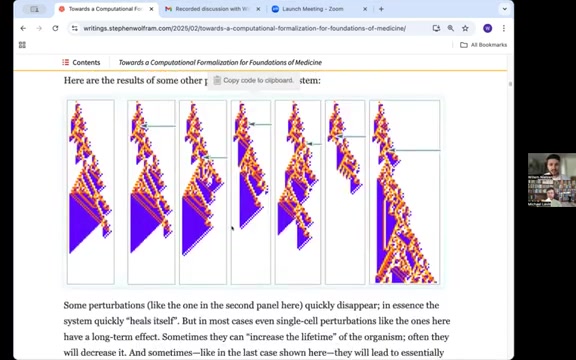 Towards a Computational For
Recorded discussion with W
Launch Meeting - Zoom
writings.stephenwolfram.com/2025/02/towards-a-computational-formalization-for-foundations-of-medicine/
All Bookmarks
Contents
Towards a Computational Formalization for Foundations of Medicine
Here are the results of some other p
Copy code to clipboard.
stem:
Some perturbations (like the one in the second panel here) quickly disappear; in essence the
system quickly “heals itself”. But in most cases even single-cell perturbations like the ones here
have a long-term effect. Sometimes they can “increase the lifetime” of the organism; often they
will decrease it. And sometimes—like in the last case shown here—they will lead to essentially